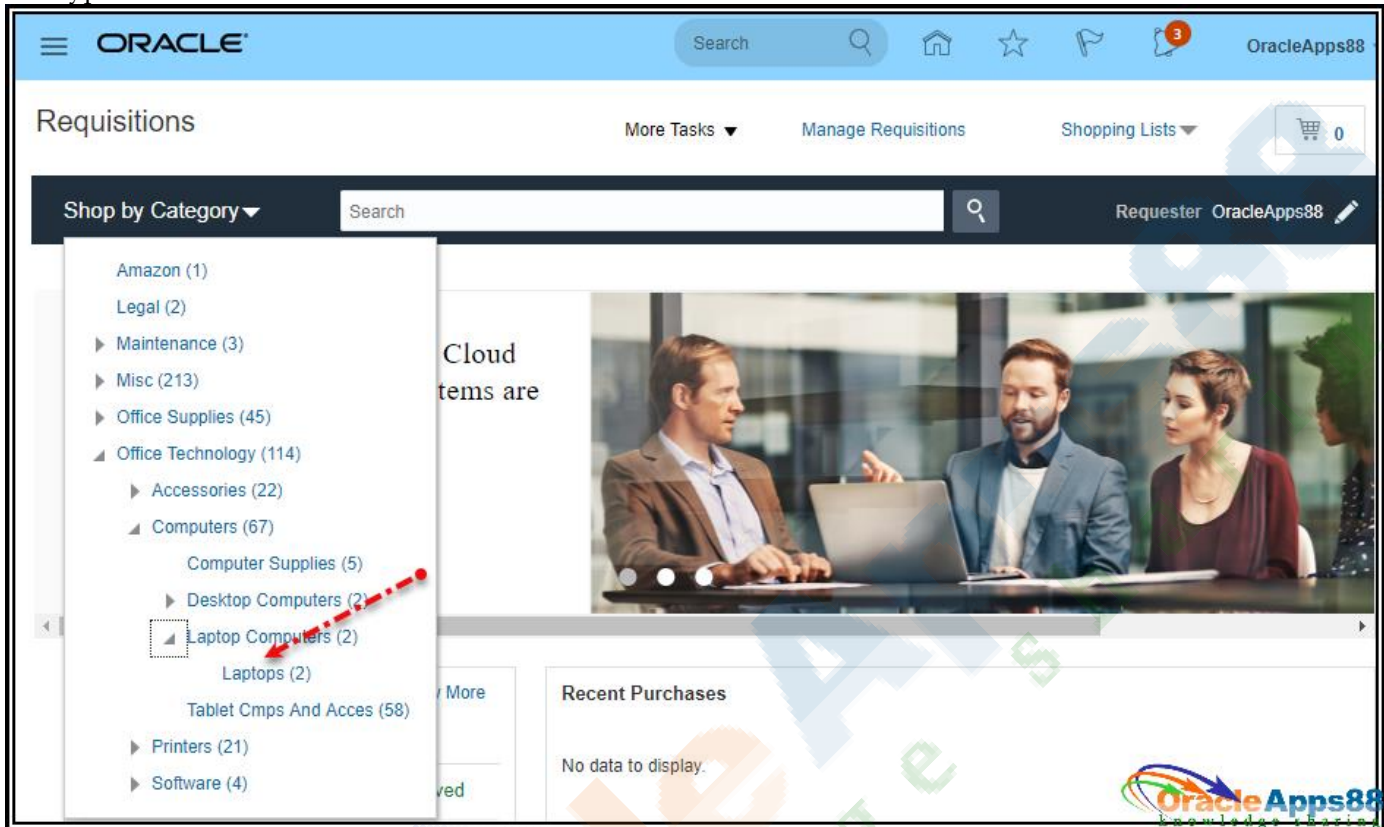 ORACLE
Search
3
OracleApps88
Requisitions
More Tasks
Manage Requisitions
Shopping Lists
0
Shop by Category
Search
Requester OracleApps88
Amazon (1)
Legal (2)
Maintenance (3)
Cloud
Misc (213)
tems are
Office Supplies (45)
Office Technology (114)
Accessories (22)
Computers (67)
Computer Supplies (5)
Desktop Computers (2)
Laptop Computers (2)
Laptops (2)
More
Recent Purchases
Tablet Cmps And Acces (58)
Printers (21)
No data to display.
Software (4)
ved
OracleApps88
knowledge sharing